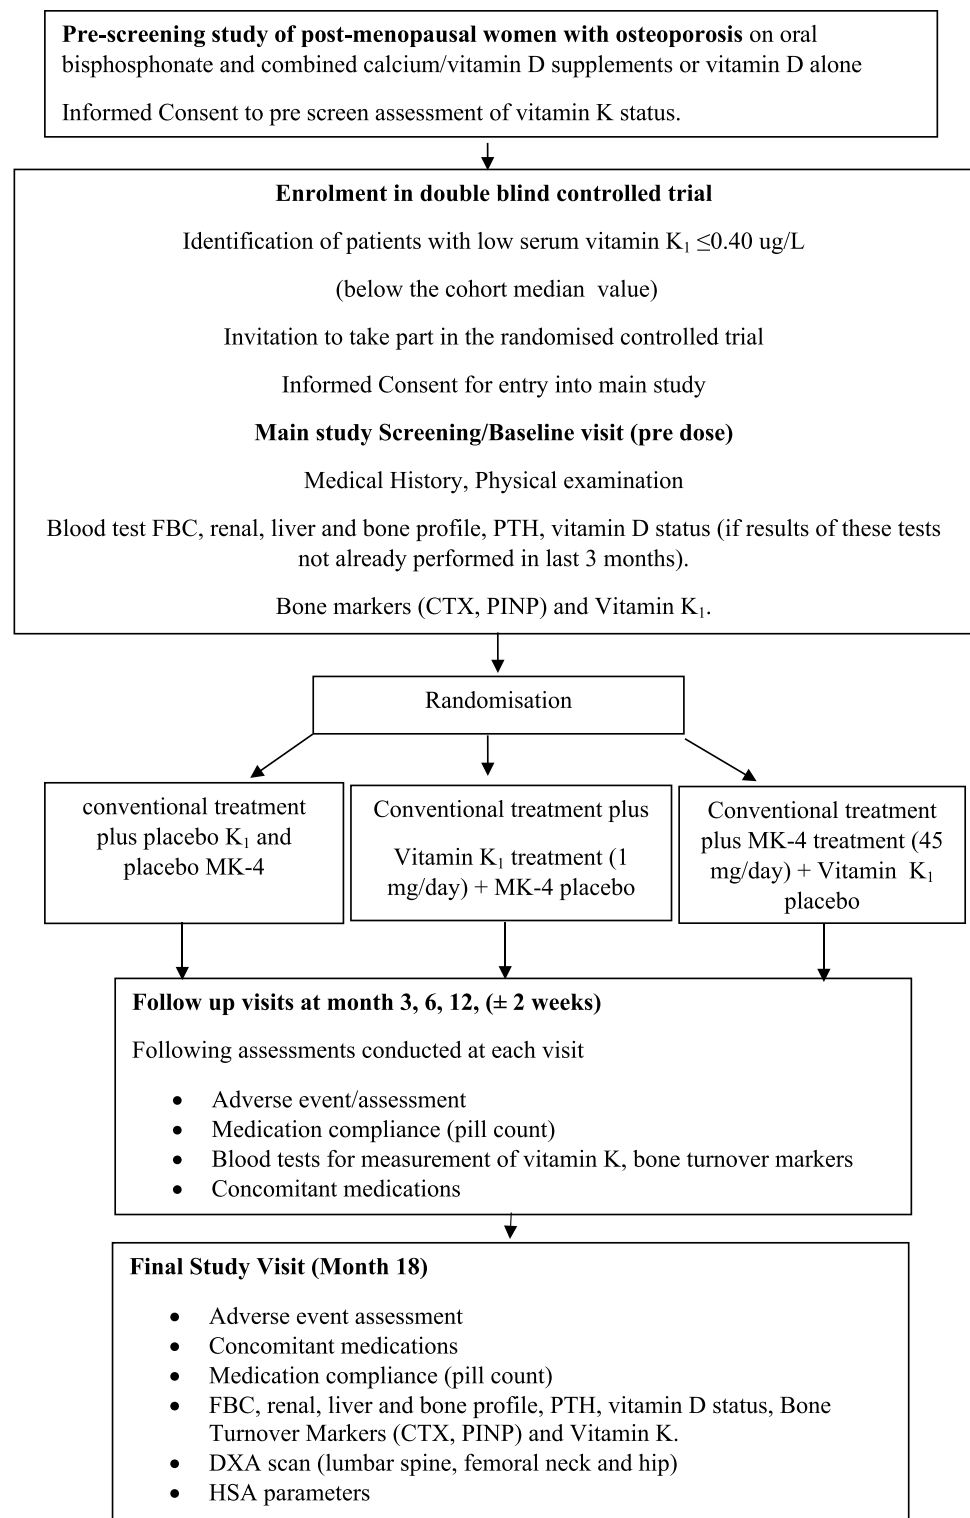 Pre-screening study of post-menopausal women with osteoporosis on oral
bisphosphonate and combined calcium/vitamin D supplements or vitamin D alone
Informed Consent to pre screen assessment of vitamin K status.
Enrolment in double blind controlled trial
Identification of patients with low serum vitamin K₁ ≤0.40 ug/L
(below the cohort median value)
Invitation to take part in the randomised controlled trial
Informed Consent for entry into main study
Main study Screening/Baseline visit (pre dose)
Medical History, Physical examination
Blood test FBC, renal, liver and bone profile, PTH, vitamin D status (if results of these tests
not already performed in last 3 months).
Bone markers (CTX, PINP) and Vitamin K₁.
Randomisation
conventional treatment
plus placebo K₁ and
placebo MK-4
Conventional treatment plus
Vitamin K₁ treatment (1
mg/day) + MK-4 placebo
Conventional treatment
plus MK-4 treatment (45
mg/day) + Vitamin K₁
placebo
Follow up visits at month 3, 6, 12, (± 2 weeks)
Following assessments conducted at each visit
• Adverse event/assessment
• Medication compliance (pill count)
• Blood tests for measurement of vitamin K, bone turnover markers
• Concomitant medications
Final Study Visit (Month 18)
• Adverse event assessment
• Concomitant medications
• Medication compliance (pill count)
• FBC, renal, liver and bone profile, PTH, vitamin D status, Bone
Turnover Markers (CTX, PINP) and Vitamin K.
• DXA scan (lumbar spine, femoral neck and hip)
• HSA parameters